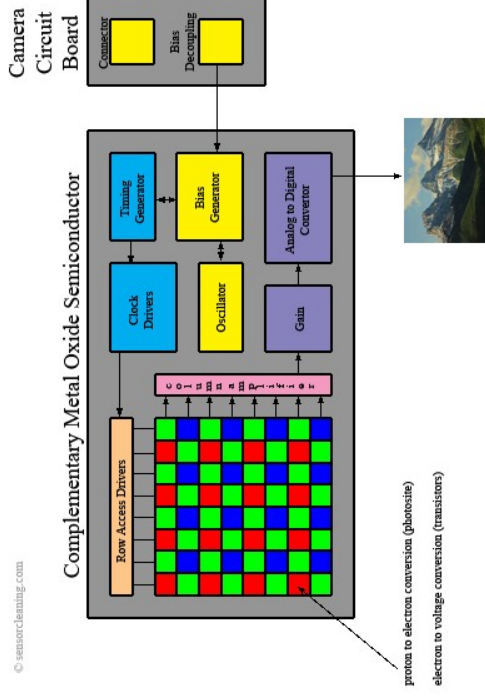 © sensorcleaning.com
Complementary Metal Oxide Semiconductor
Camera
Circuit
Board
Row Access Drivers
Clock
Drivers
Timing
Generator
Connector
Oscillator
Bias
Generator
Bias
Decoupling
column amplifier
Gain
Analog to Digital
Convertor
proton to electron conversion (photosite)
electron to voltage conversion (transistors)